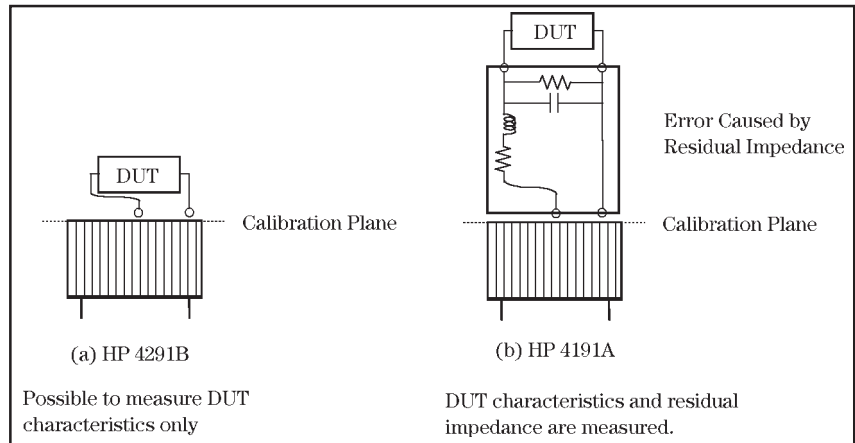 DUT
Calibration Plane
(a) HP 4291B
Possible to measure DUT
characteristics only
DUT
Error Caused by
Residual Impedance
Calibration Plane
(b) HP 4191A
DUT characteristics and residual
impedance are measured.